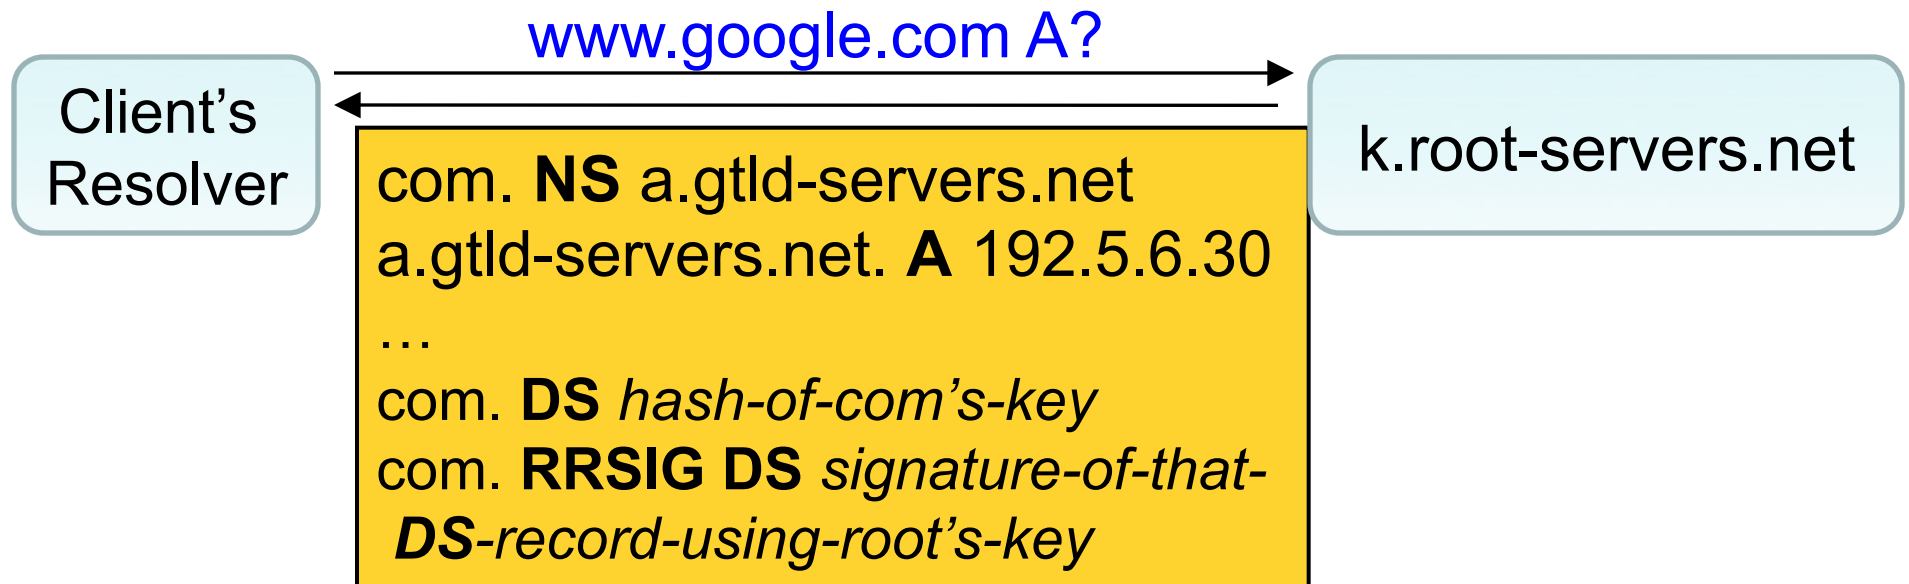 www.google.com A?
Client’s
Resolver
k.root-servers.net
com. NS a.gtld-servers.net
a.gtld-servers.net. A 192.5.6.30
…
com. DS hash-of-com’s-key
com. RRSIG DS signature-of-that-
DS-record-using-root’s-key